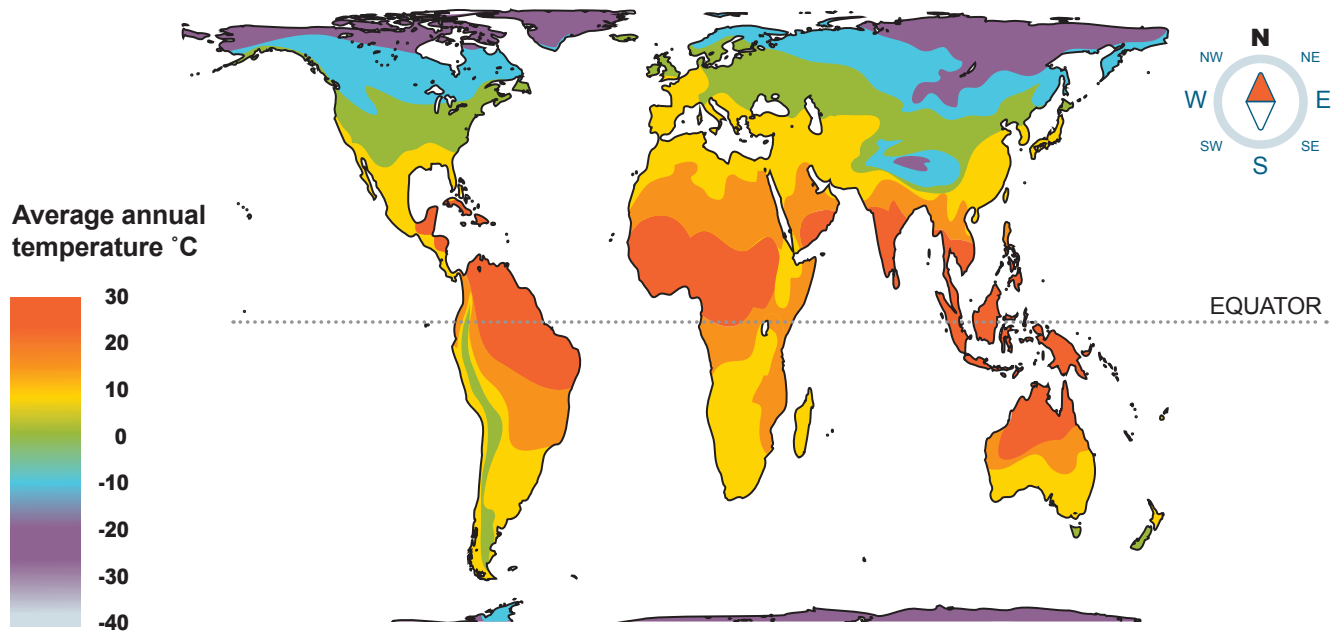 N
NW
NE
W
E
SW
SE
S
Average annual
temperature ˚C
30
20
10
0
-10
-20
-30
-40
EQUATOR